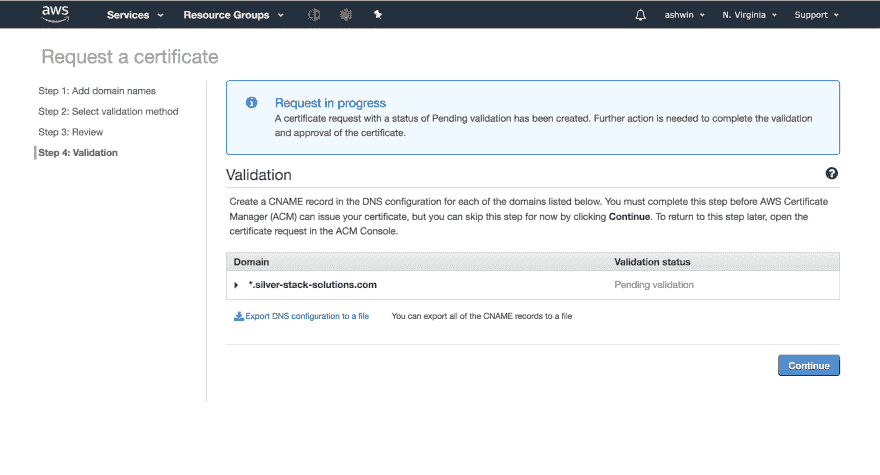 aws
Services
Resource Groups
ashwin
N. Virginia
Support
Request a certificate
Step 1: Add domain names
Step 2: Select validation method
Step 3: Review
Step 4: Validation
Request in progress
A certificate request with a status of Pending validation has been created. Further action is needed to complete the validation
and approval of the certificate.
Validation
Create a CNAME record in the DNS configuration for each of the domains listed below. You must complete this step before AWS Certificate
Manager (ACM) can issue your certificate, but you can skip this step for now by clicking Continue. To return to this step later, open the
certificate request in the ACM Console.
Domain
Validation status
*.silver-stack-solutions.com
Pending validation
Export DNS configuration to a file
You can export all of the CNAME records to a file
Continue